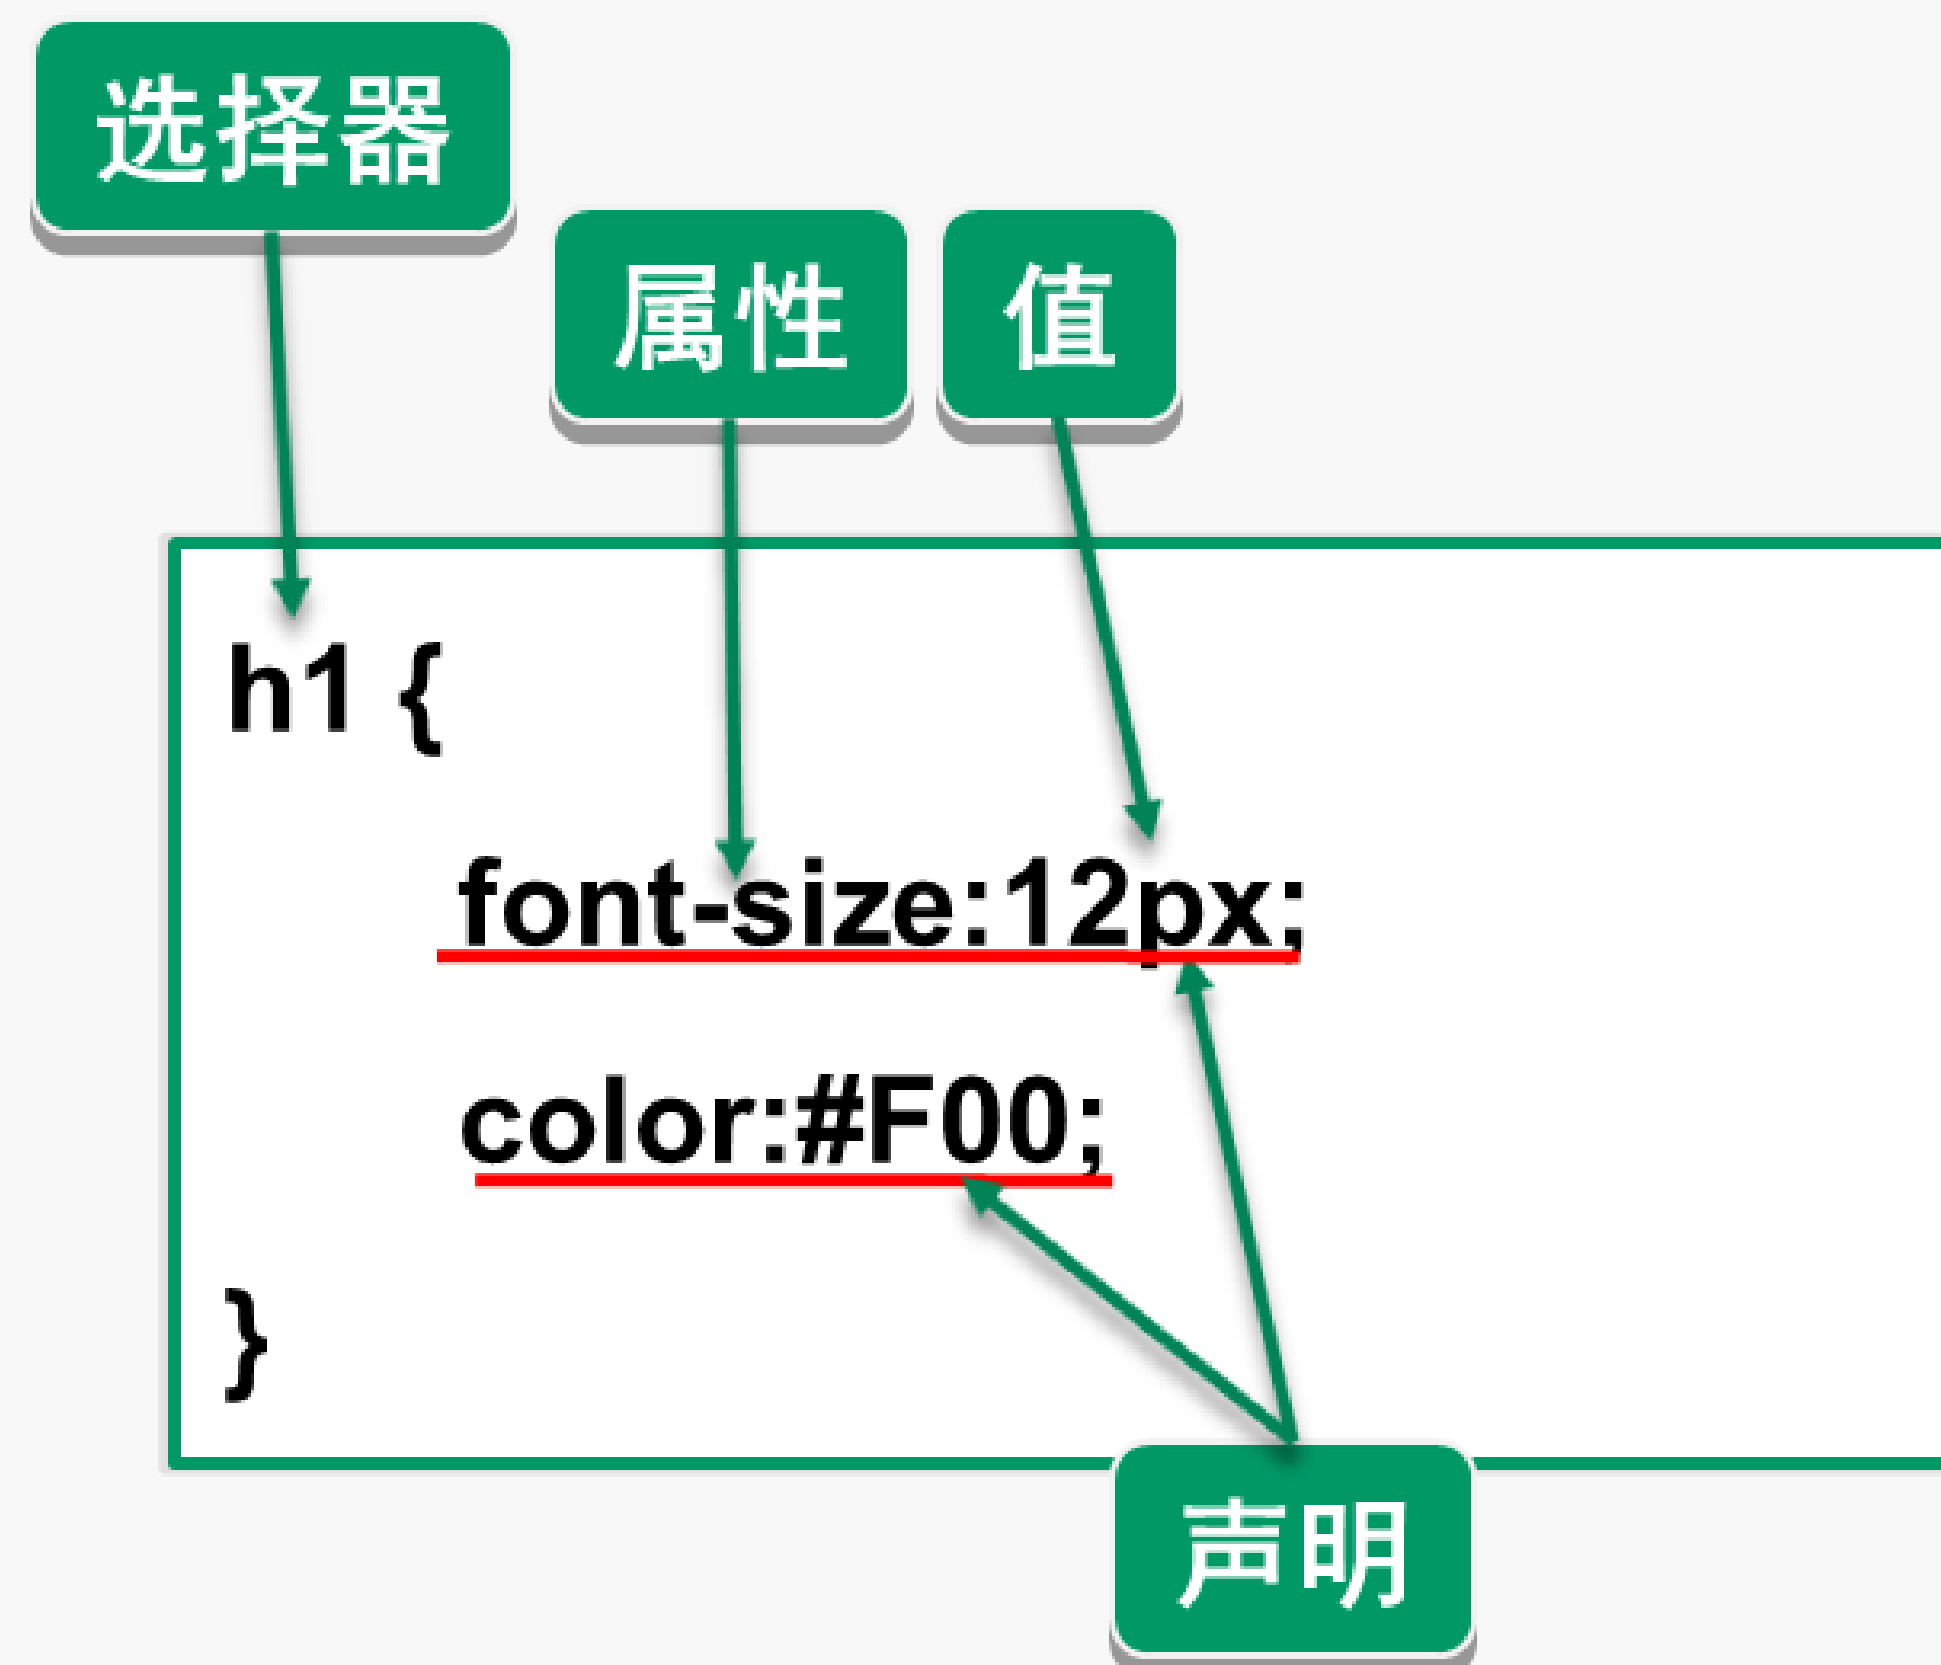 选择器
属性
值
h1 {
font-size:12px;
color:#F00;
}
声明